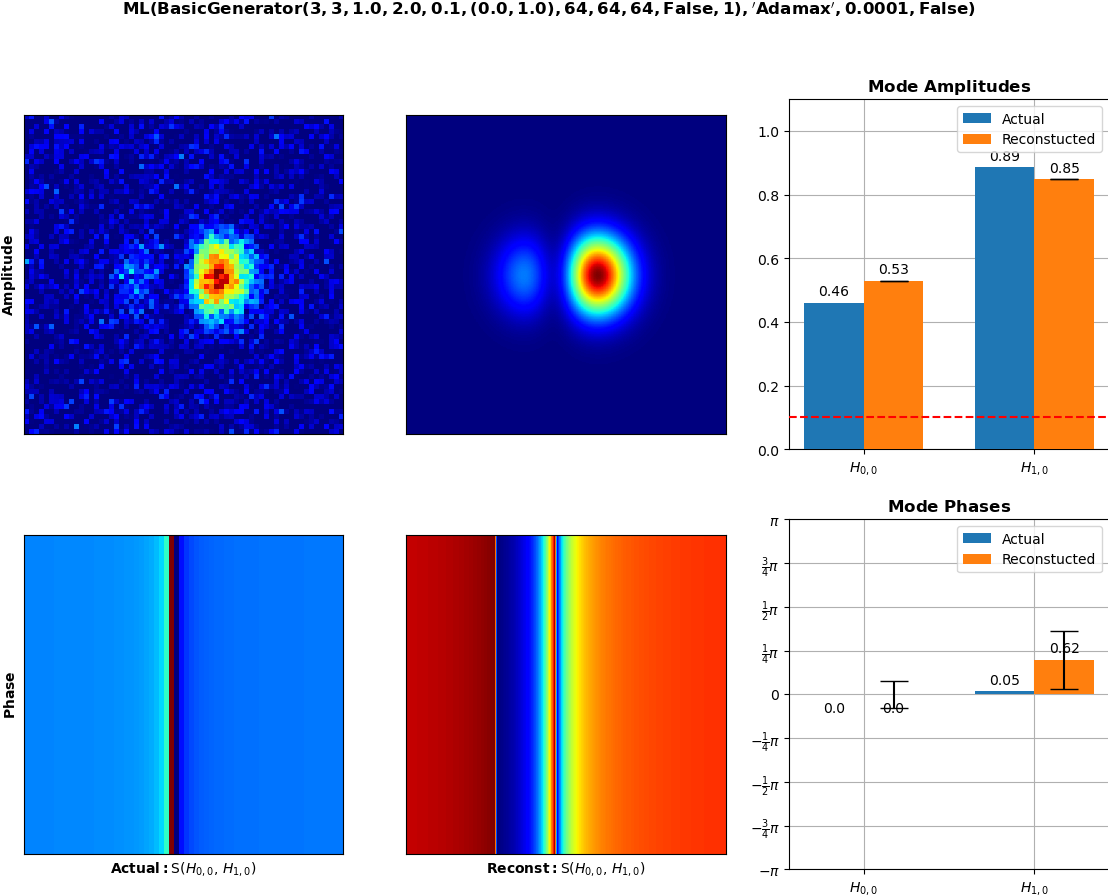 ML(BasicGenerator(3, 3, 1.0, 2.0, 0.1, (0.0, 1.0), 64, 64, 64, False, 1), ′Adamax′, 0.0001, False)
Amplitude
Mode Amplitudes
Actual
Reconstucted
1.0
0.8
0.6
0.4
0.2
0.0
0.46
0.53
0.89
0.85
H0, 0
H1, 0
Phase
Actual: S(H0, 0, H1, 0)
Reconst: S(H0, 0, H1, 0)
Mode Phases
Actual
Reconstucted
π
3/4π
1/2π
1/4π
0
−1/4π
−1/2π
−3/4π
−π
0.0
0.0
0.05
0.62
H0, 0
H1, 0